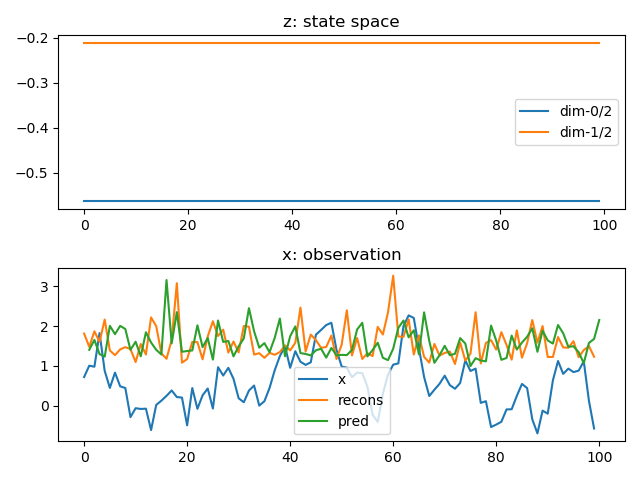 z: state space
−0.2
−0.3
−0.4
−0.5
dim-0/2
dim-1/2
0 20 40 60 80 100
x: observation
3
2
1
0
x
recons
pred
0 20 40 60 80 100